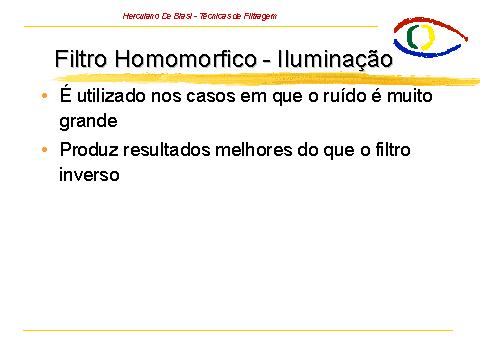 Herculano De Biasi - Técnicas de Filtragem
Filtro Homomorfico - Iluminação
• É utilizado nos casos em que o ruído é muito
grande
• Produz resultados melhores do que o filtro
inverso